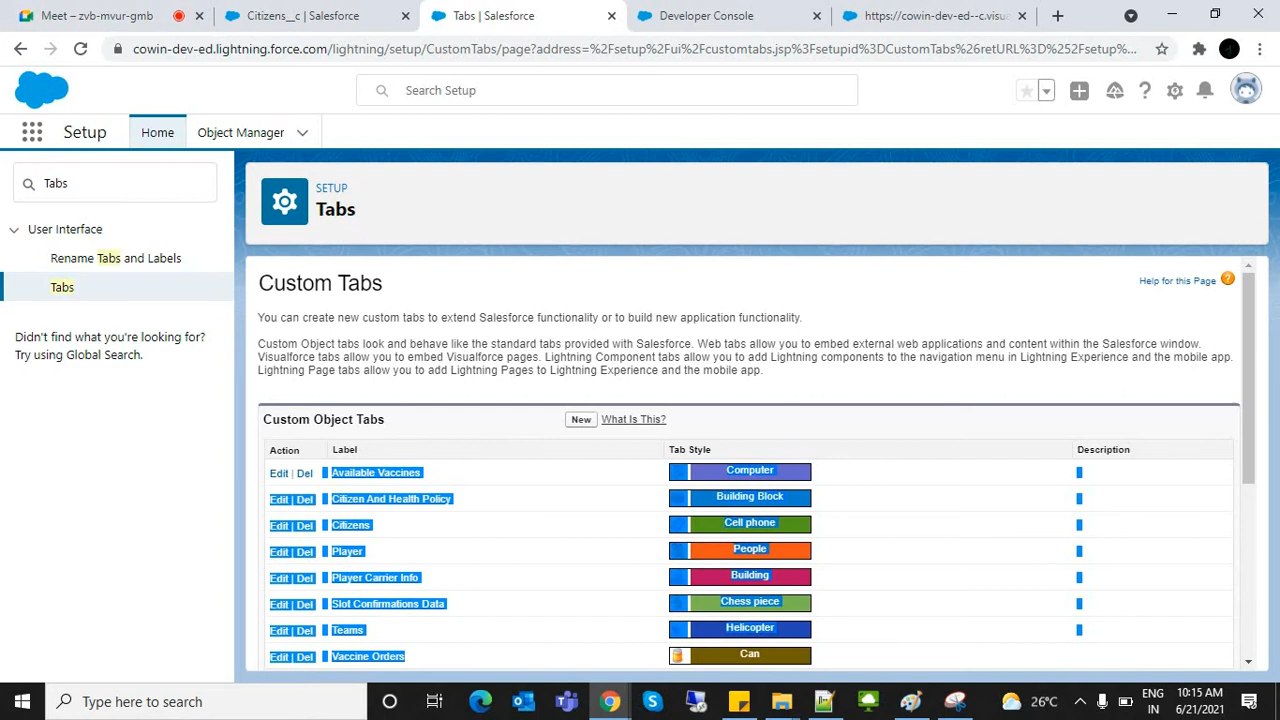 Meet – zvb-mvur-gmb
Citizens__c | Salesforce
Tabs | Salesforce
Developer Console
https://cowin-dev-ed--c.visua
cowin-dev-ed.lightning.force.com/lightning/setup/CustomTabs/page?address=%2Fsetup%2Fui%2Fcustomtabs.jsp%3Fsetupid%3DCustomTabs%26retURL%3D%252Fsetup%...
Search Setup
Setup
Home
Object Manager
Tabs
User Interface
Rename Tabs and Labels
Tabs
Didn't find what you're looking for?
Try using Global Search.
SETUP
Tabs
Custom Tabs
Help for this Page
You can create new custom tabs to extend Salesforce functionality or to build new application functionality.
Custom Object tabs look and behave like the standard tabs provided with Salesforce. Web tabs allow you to embed external web applications and content within the Salesforce window.
Visualforce tabs allow you to embed Visualforce pages. Lightning Component tabs allow you to add Lightning components to the navigation menu in Lightning Experience and the mobile app.
Lightning Page tabs allow you to add Lightning Pages to Lightning Experience and the mobile app.
Custom Object Tabs New What Is This?
Action Label Tab Style Description
Edit | Del Available Vaccines Computer
Edit | Del Citizen And Health Policy Building Block
Edit | Del Citizens Cell phone
Edit | Del Player People
Edit | Del Player Carrier Info Building
Edit | Del Slot Confirmations Data Chess piece
Edit | Del Teams Helicopter
Edit | Del Vaccine Orders Can
Type here to search
26°C
ENG
IN
10:15 AM
6/21/2021